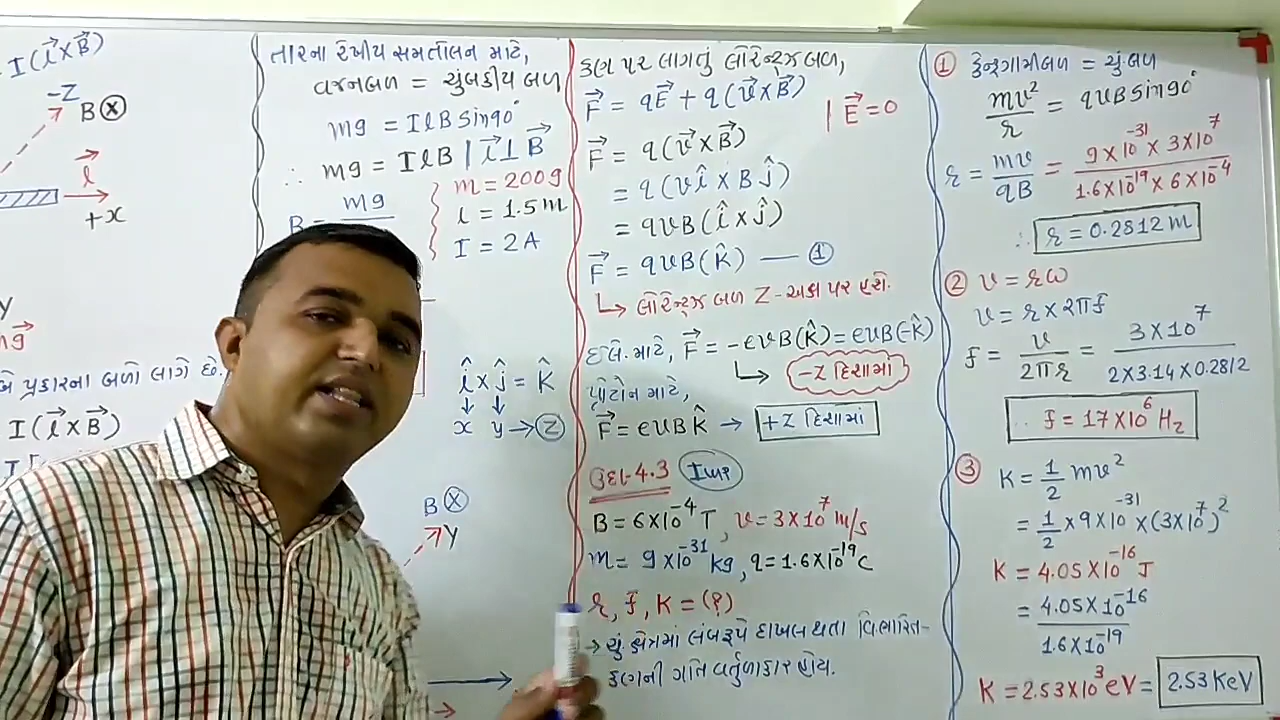 I(l⃗×B⃗)
-Z
B ⓧ
l⃗
+x
Y
mg⃗
બે પ્રકારના બળો લાગે છે.
I(l⃗×B⃗)
તારના રેખીય સમતોલન માટે,
વજનબળ = ચુંબકીય બળ
mg = IlB Sin90°
∴ mg = IlB | l⃗⊥B⃗
B = mg
m = 200g
l = 1.5 m
I = 2A
î × ĵ = k̂
↓ ↓
x y → Ⓩ
B ⓧ
Y
કણ પર લાગતું લોરેન્ટ્ઝ બળ,
F⃗ = qE⃗ + q(v⃗×B⃗)
| E⃗ = 0
F⃗ = q(v⃗×B⃗)
= q(vî × Bĵ)
= qvB(î×ĵ)
F⃗ = qvB(k̂) — ①
↳ લોરેન્ટ્ઝ બળ Z-અક્ષ પર હશે.
ઈલે. માટે, F⃗ = -evB(k̂) = evB(-k̂)
↳ -Z દિશામાં
પ્રોટોન માટે,
F⃗ = evB k̂ → +Z દિશામાં
ઉદા-4.3 Imp
B = 6×10⁻⁴ T, v = 3×10⁷ m/s
m = 9×10⁻³¹ kg, q = 1.6×10⁻¹⁹ C
r, f, K = (?)
→ ચું. ક્ષેત્રમાં લંબરૂપે દાખલ થતા વિજભારિત-
કણની ગતિ વર્તુળાકાર હોય.
① કેન્દ્રગામીબળ = ચું.બળ
mv²/r = qvB Sin90°
r = mv/qB = 9×10⁻³¹ × 3×10⁷ / 1.6×10⁻¹⁹ × 6×10⁻⁴
∴ r = 0.2812 m
② v = rω
v = r × 2πf
f = v/2πr = 3×10⁷ / 2×3.14×0.2812
∴ f = 17×10⁶ Hz
③ K = 1/2 mv²
= 1/2 × 9×10⁻³¹ × (3×10⁷)²
K = 4.05×10⁻¹⁶ J
= 4.05×10⁻¹⁶ / 1.6×10⁻¹⁹
K = 2.53×10³ eV = 2.53 KeV